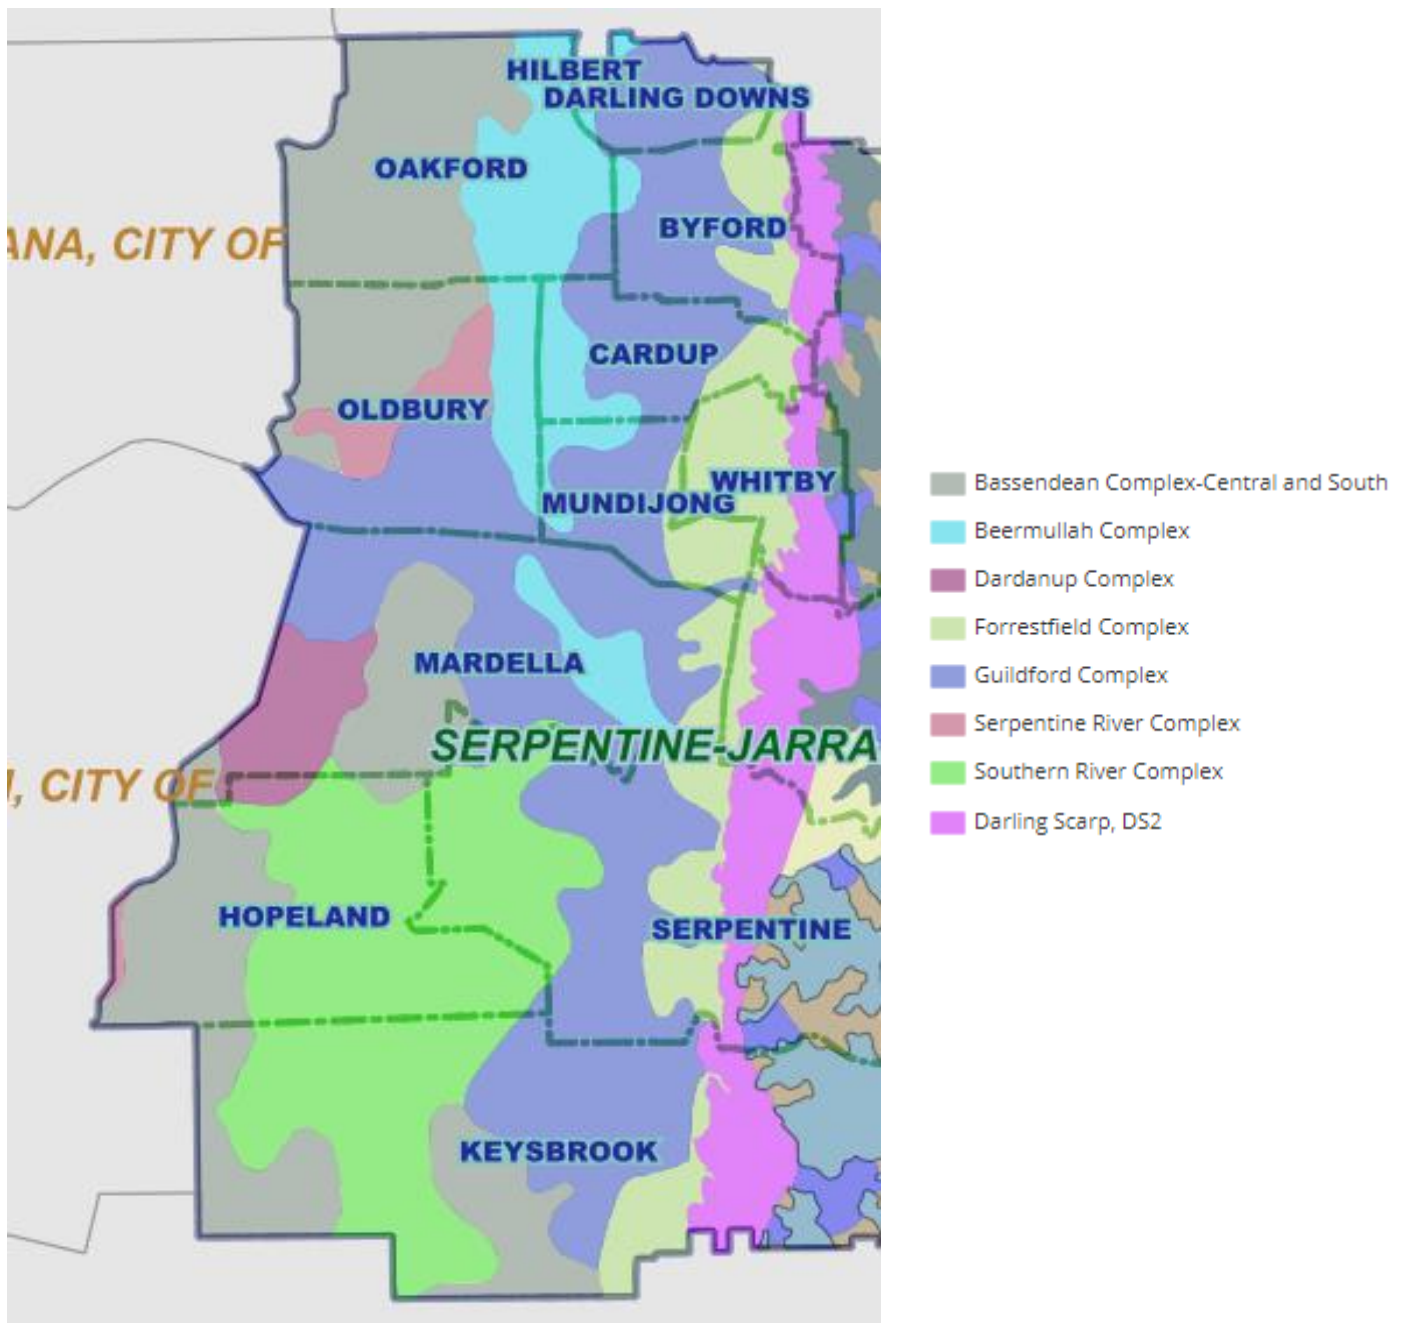 HILBERT
DARLING DOWNS
OAKFORD
BYFORD
ANA, CITY OF
CARDUP
OLDBURY
WHITBY
MUNDIJONG
MARDELLA
SERPENTINE-JARRA
, CITY OF
HOPELAND
SERPENTINE
KEYSBROOK
Bassendean Complex-Central and South
Beermullah Complex
Dardanup Complex
Forrestfield Complex
Guildford Complex
Serpentine River Complex
Southern River Complex
Darling Scarp, DS2